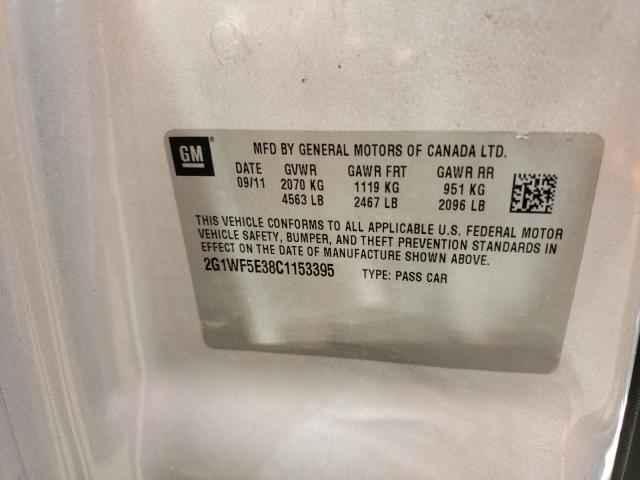 GM ® MFD BY GENERAL MOTORS OF CANADA LTD.
DATE GVWR GAWR FRT GAWR RR
09/11 2070 KG 1119 KG 951 KG
4563 LB 2467 LB 2096 LB
THIS VEHICLE CONFORMS TO ALL APPLICABLE U.S. FEDERAL MOTOR
VEHICLE SAFETY, BUMPER, AND THEFT PREVENTION STANDARDS IN
EFFECT ON THE DATE OF MANUFACTURE SHOWN ABOVE.
2G1WF5E38C1153395 TYPE: PASS CAR